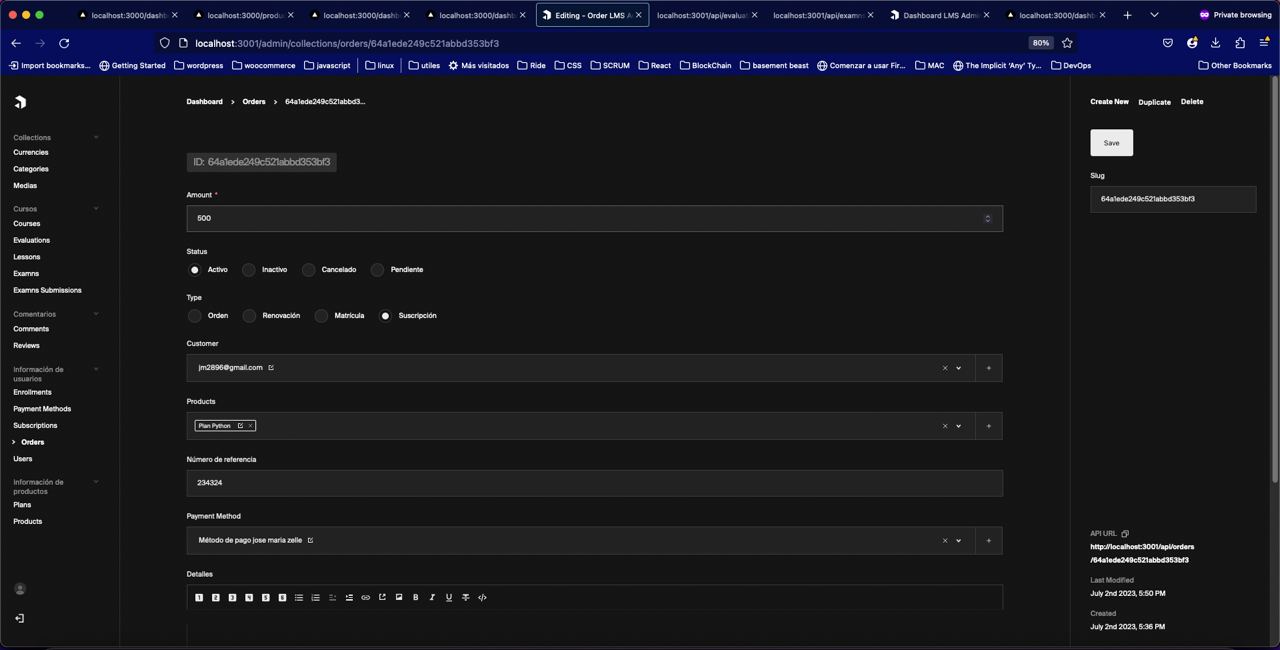 localhost:3000/dashb
localhost:3000/produ
localhost:3000/dashb
localhost:3000/dashb
Editing - Order LMS A
localhost:3001/api/evaluat
localhost:3001/api/examns
Dashboard LMS Admi
localhost:3000/dashb
Private browsing
localhost:3001/admin/collections/orders/64a1ede249c521abbd353bf3
80%
Import bookmarks...
Getting Started
wordpress
woocommerce
javascript
linux
utiles
Más visitados
Ride
CSS
SCRUM
React
BlockChain
basement beast
Comenzar a usar Fir...
MAC
The Implicit 'Any' Ty...
DevOps
Other Bookmarks
Collections
Currencies
Categories
Medias
Cursos
Courses
Evaluations
Lessons
Examns
Examns Submissions
Comentarios
Comments
Reviews
Información de
usuarios
Enrollments
Payment Methods
Subscriptions
Orders
Users
Información de
productos
Plans
Products
Dashboard > Orders > 64a1ede249c521abbd3...
ID: 64a1ede249c521abbd353bf3
Amount *
500
Status
Activo Inactivo Cancelado Pendiente
Type
Orden Renovación Matrícula Suscripción
Customer
jm2896@gmail.com
Products
Plan Python
Número de referencia
234324
Payment Method
Método de pago jose maria zelle
Detalles
1 2 3 4 5 6 B I U
Create New Duplicate Delete
Save
Slug
64a1ede249c521abbd353bf3
API URL
http://localhost:3001/api/orders
/64a1ede249c521abbd353bf3
Last Modified
July 2nd 2023, 5:50 PM
Created
July 2nd 2023, 5:36 PM